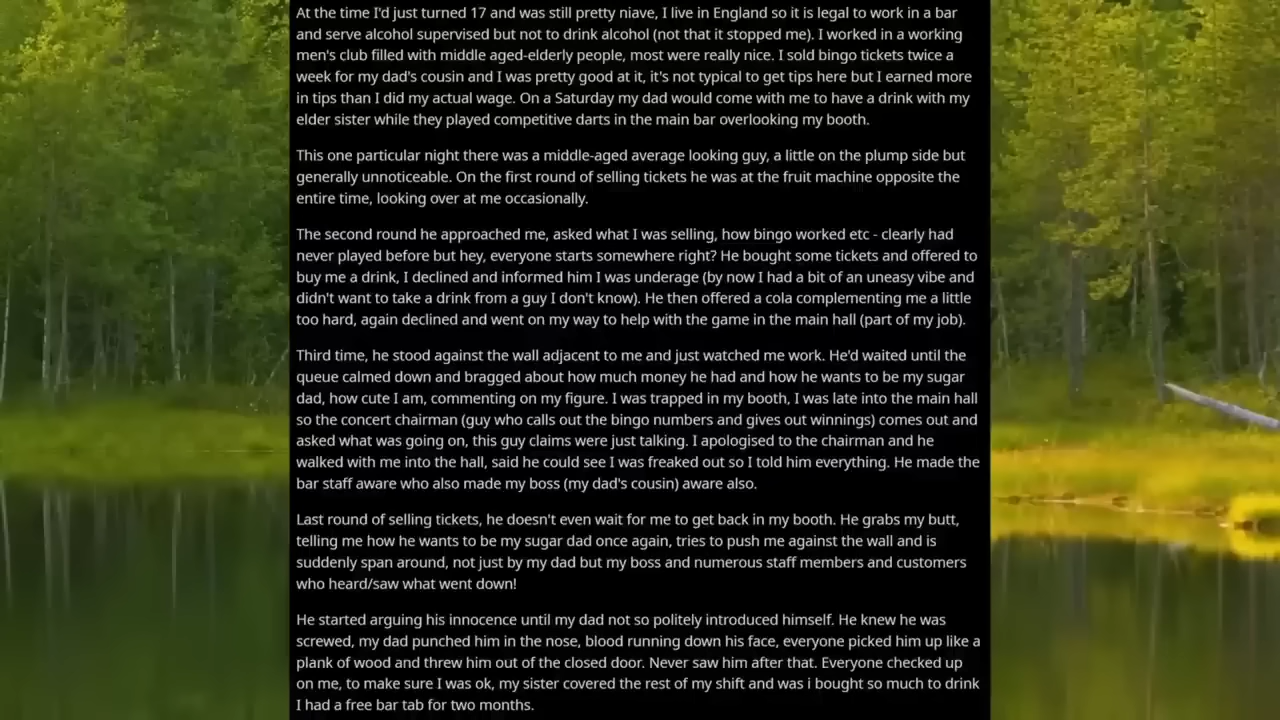 At the time I'd just turned 17 and was still pretty niave, I live in England so it is legal to work in a bar
and serve alcohol supervised but not to drink alcohol (not that it stopped me). I worked in a working
men's club filled with middle aged-elderly people, most were really nice. I sold bingo tickets twice a
week for my dad's cousin and I was pretty good at it, it's not typical to get tips here but I earned more
in tips than I did my actual wage. On a Saturday my dad would come with me to have a drink with my
elder sister while they played competitive darts in the main bar overlooking my booth.
This one particular night there was a middle-aged average looking guy, a little on the plump side but
generally unnoticeable. On the first round of selling tickets he was at the fruit machine opposite the
entire time, looking over at me occasionally.
The second round he approached me, asked what I was selling, how bingo worked etc - clearly had
never played before but hey, everyone starts somewhere right? He bought some tickets and offered to
buy me a drink, I declined and informed him I was underage (by now I had a bit of an uneasy vibe and
didn't want to take a drink from a guy I don't know). He then offered a cola complementing me a little
too hard, again declined and went on my way to help with the game in the main hall (part of my job).
Third time, he stood against the wall adjacent to me and just watched me work. He'd waited until the
queue calmed down and bragged about how much money he had and how he wants to be my sugar
dad, how cute I am, commenting on my figure. I was trapped in my booth, I was late into the main hall
so the concert chairman (guy who calls out the bingo numbers and gives out winnings) comes out and
asked what was going on, this guy claims were just talking. I apologised to the chairman and he
walked with me into the hall, said he could see I was freaked out so I told him everything. He made the
bar staff aware who also made my boss (my dad's cousin) aware also.
Last round of selling tickets, he doesn't even wait for me to get back in my booth. He grabs my butt,
telling me how he wants to be my sugar dad once again, tries to push me against the wall and is
suddenly span around, not just by my dad but my boss and numerous staff members and customers
who heard/saw what went down!
He started arguing his innocence until my dad not so politely introduced himself. He knew he was
screwed, my dad punched him in the nose, blood running down his face, everyone picked him up like a
plank of wood and threw him out of the closed door. Never saw him after that. Everyone checked up
on me, to make sure I was ok, my sister covered the rest of my shift and was i bought so much to drink
I had a free bar tab for two months.